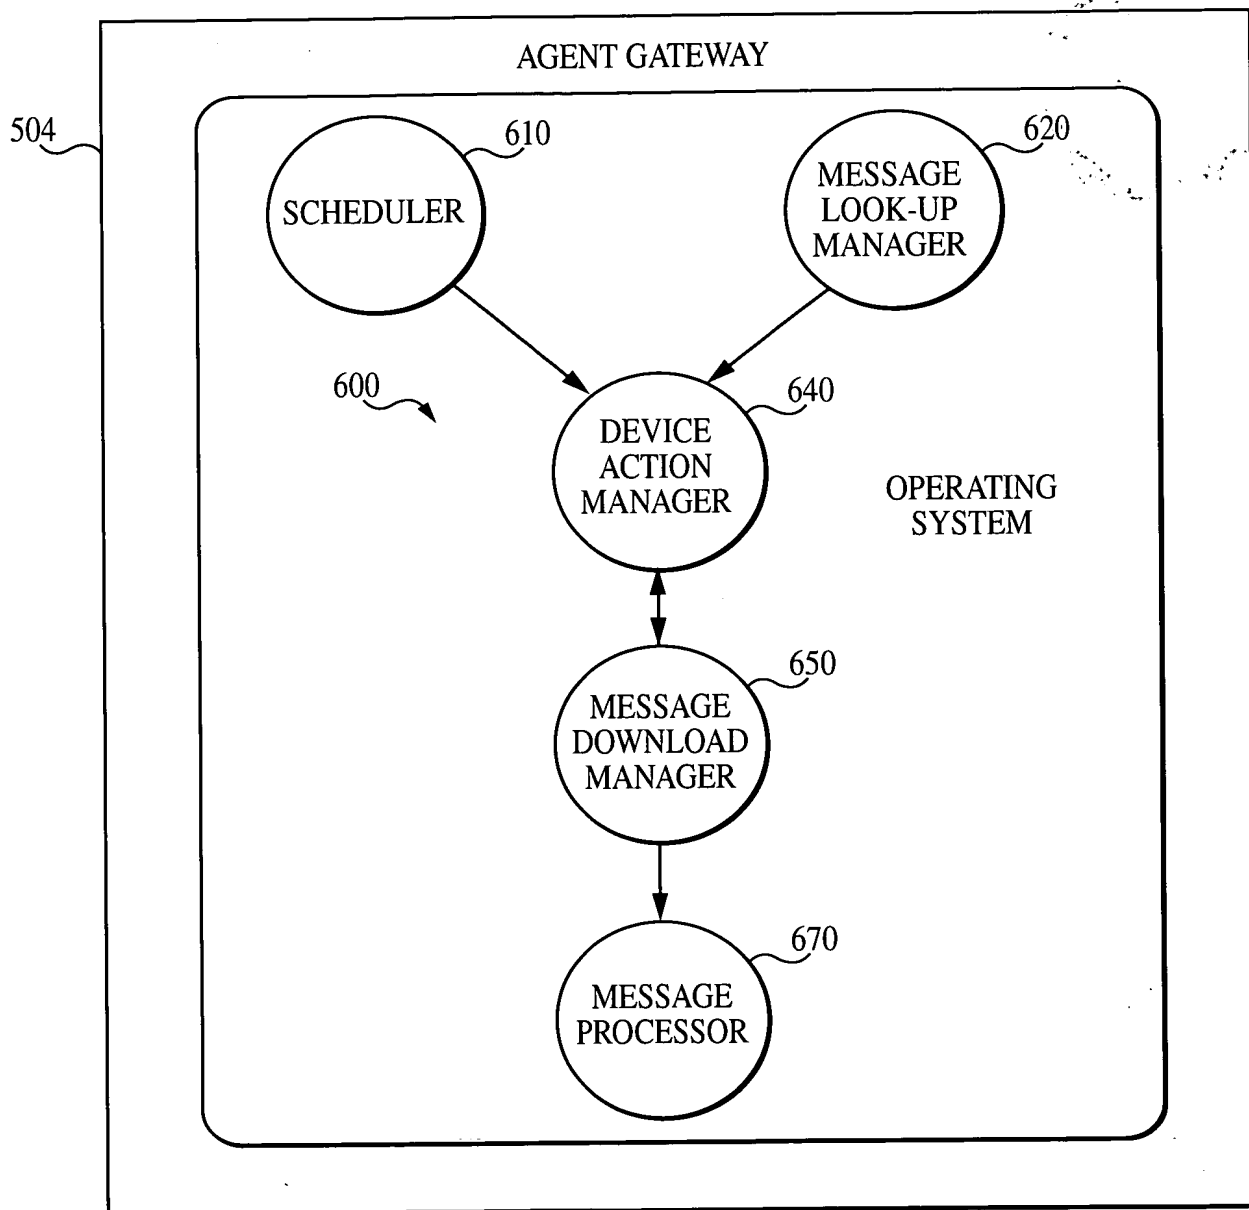 AGENT GATEWAY
504
610
620
SCHEDULER
MESSAGE
LOOK-UP
MANAGER
600
640
DEVICE
ACTION
MANAGER
OPERATING
SYSTEM
650
MESSAGE
DOWNLOAD
MANAGER
670
MESSAGE
PROCESSOR